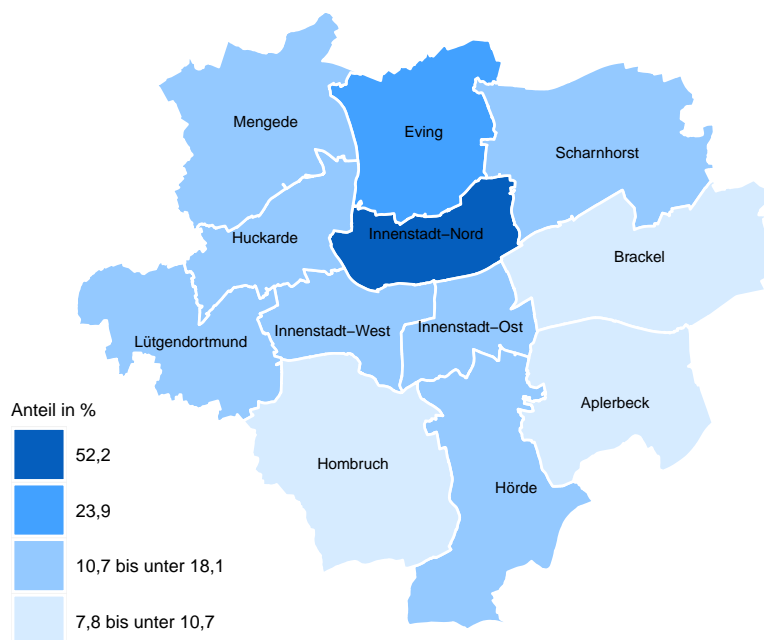 Mengede
Eving
Scharnhorst
Huckarde
Innenstadt–Nord
Brackel
Lütgendortmund
Innenstadt–West
Innenstadt–Ost
Aplerbeck
Hombruch
Hörde
Anteil in %
52,2
23,9
10,7 bis unter 18,1
7,8 bis unter 10,7